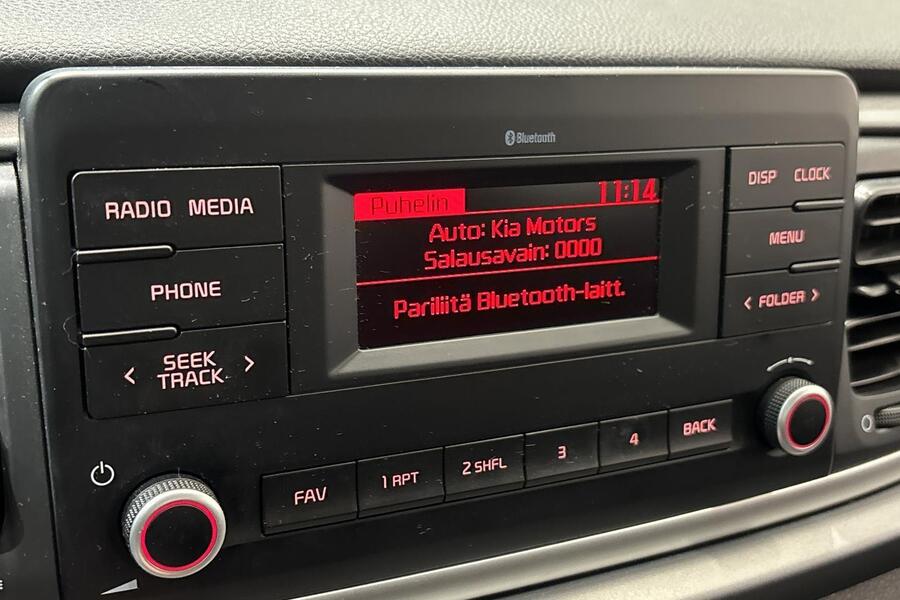 Bluetooth
RADIO MEDIA
PHONE
< SEEK TRACK >
Puhelin 11:14
Auto: Kia Motors
Salausavain: 0000
Pariliitä Bluetooth-laitt.
DISP CLOCK
MENU
< FOLDER >
FAV
1 RPT
2 SHFL
3
4
BACK